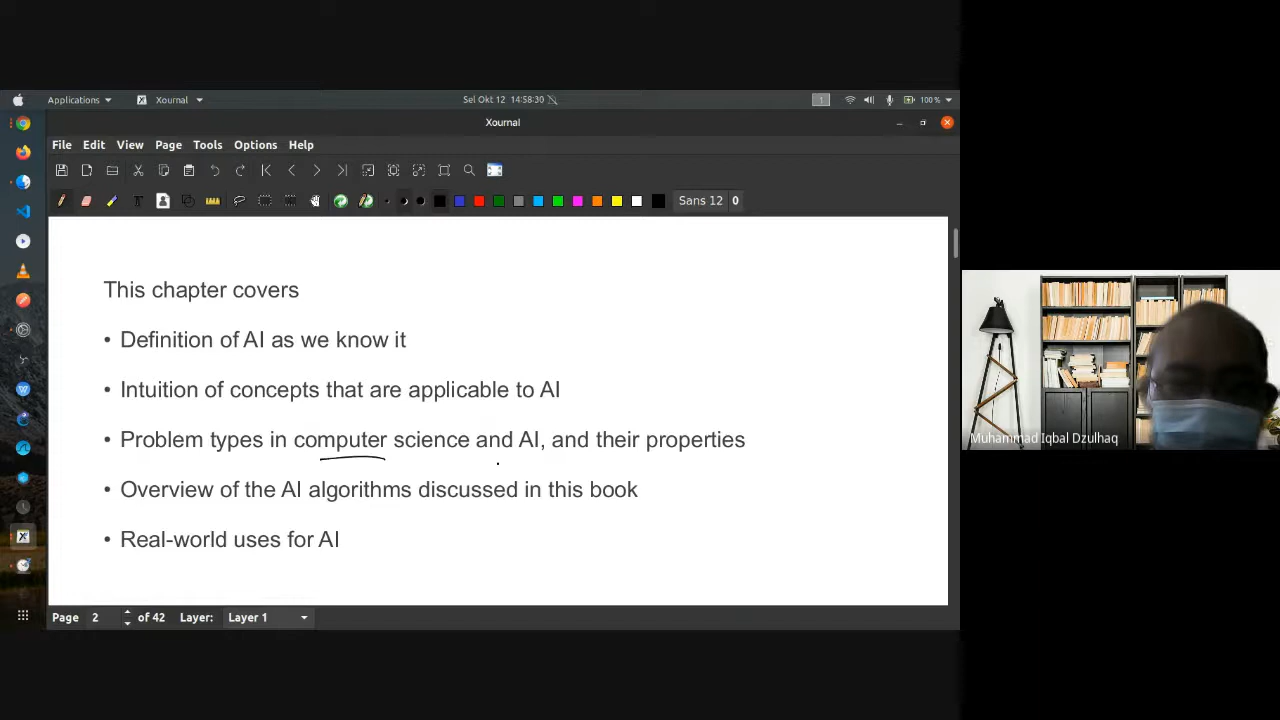 Applications Xournal Sel Okt 12 14:58:30 1 100%
Xournal
File Edit View Page Tools Options Help
Sans 12 0
This chapter covers
• Definition of AI as we know it
• Intuition of concepts that are applicable to AI
• Problem types in computer science and AI, and their properties
• Overview of the AI algorithms discussed in this book
• Real-world uses for AI
Muhammad Iqbal Dzulhaq
Page 2 of 42 Layer: Layer 1